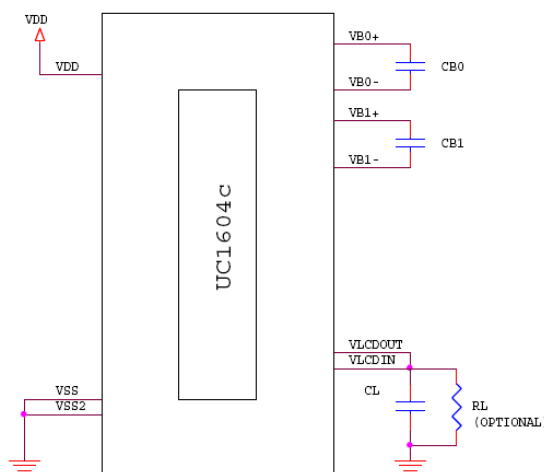 VDD
VDD
VB0+
CB0
VB0-
VB1+
CB1
VB1-
UC1604c
VLCDOUT
VLCDIN
VSS
VSS2
CL
RL
(OPTIONAL)